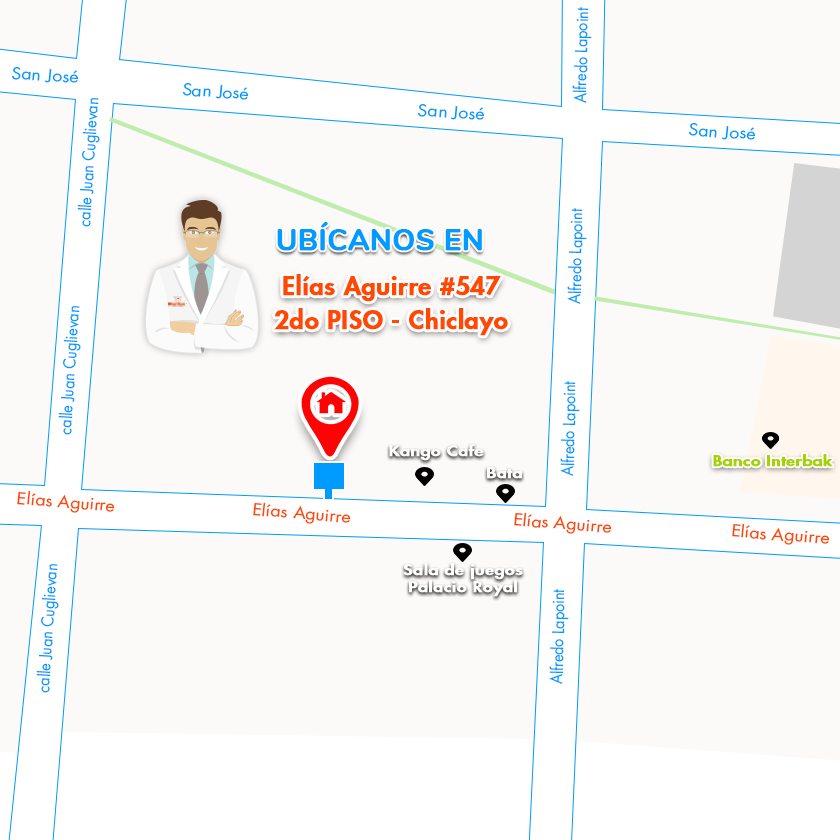 Alfredo Lapoint
San José
San José
San José
San José
calle Juan Cuglievan
UBÍCANOS EN
Alfredo Lapoint
Elías Aguirre #547
2do PISO - Chiclayo
calle Juan Cuglievan
Alfredo Lapoint
Kango Cafe
Banco Interbak
Bata
Elías Aguirre
Elías Aguirre
Elías Aguirre
Elías Aguirre
Sala de juegos
Palacio Royal
calle Juan Cuglievan
Alfredo Lapoint